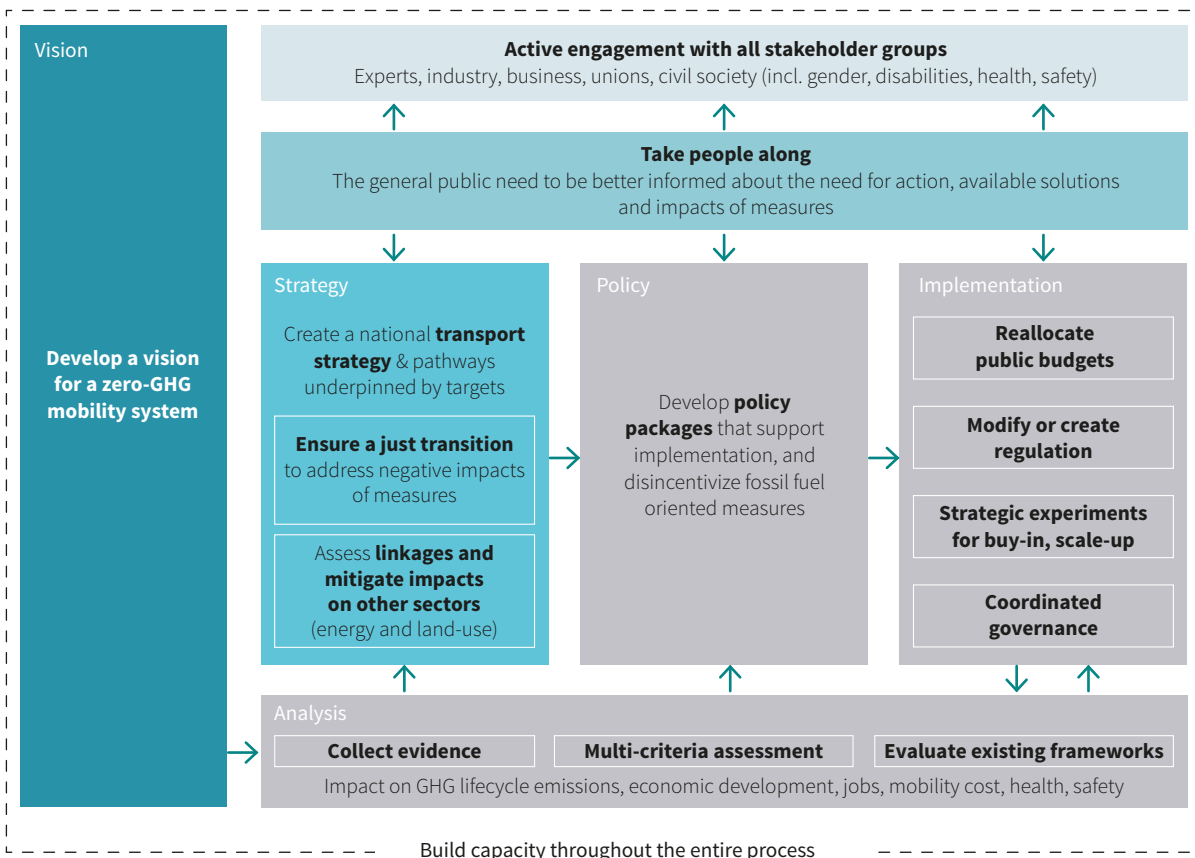 Vision
Develop a vision
for a zero-GHG
mobility system
Active engagement with all stakeholder groups
Experts, industry, business, unions, civil society (incl. gender, disabilities, health, safety)
Take people along
The general public need to be better informed about the need for action, available solutions
and impacts of measures
Strategy
Create a national transport
strategy & pathways
underpinned by targets
Ensure a just transition
to address negative impacts
of measures
Assess linkages and
mitigate impacts
on other sectors
(energy and land-use)
Policy
Develop policy
packages that support
implementation, and
disincentivize fossil fuel
oriented measures
Implementation
Reallocate
public budgets
Modify or create
regulation
Strategic experiments
for buy-in, scale-up
Coordinated
governance
Analysis
Collect evidence
Multi-criteria assessment
Evaluate existing frameworks
Impact on GHG lifecycle emissions, economic development, jobs, mobility cost, health, safety
Build capacity throughout the entire process